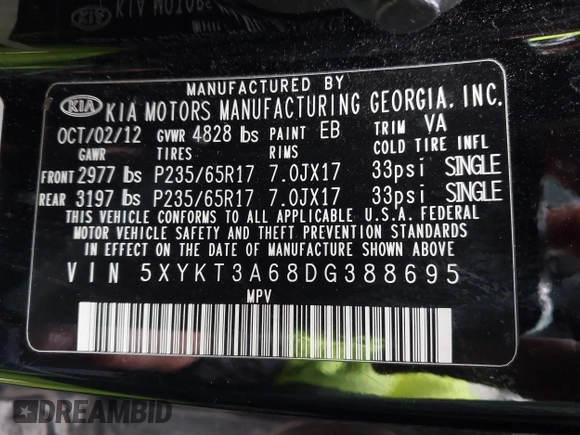 MANUFACTURED BY
KIA KIA MOTORS MANUFACTURING GEORGIA, INC.
OCT/02/12 GVWR 4828 lbs PAINT EB TRIM VA
GAWR TIRES RIMS COLD TIRE INFL
FRONT 2977 lbs P235/65R17 7.0JX17 33psi SINGLE
REAR 3197 lbs P235/65R17 7.0JX17 33psi SINGLE
THIS VEHICLE CONFORMS TO ALL APPLICABLE U.S.A. FEDERAL
MOTOR VEHICLE SAFETY AND THEFT PREVENTION STANDARDS
IN EFFECT ON THE DATE OF MANUFACTURE SHOWN ABOVE.
VIN 5XYKT3A68DG388695
MPV
DREAMBID